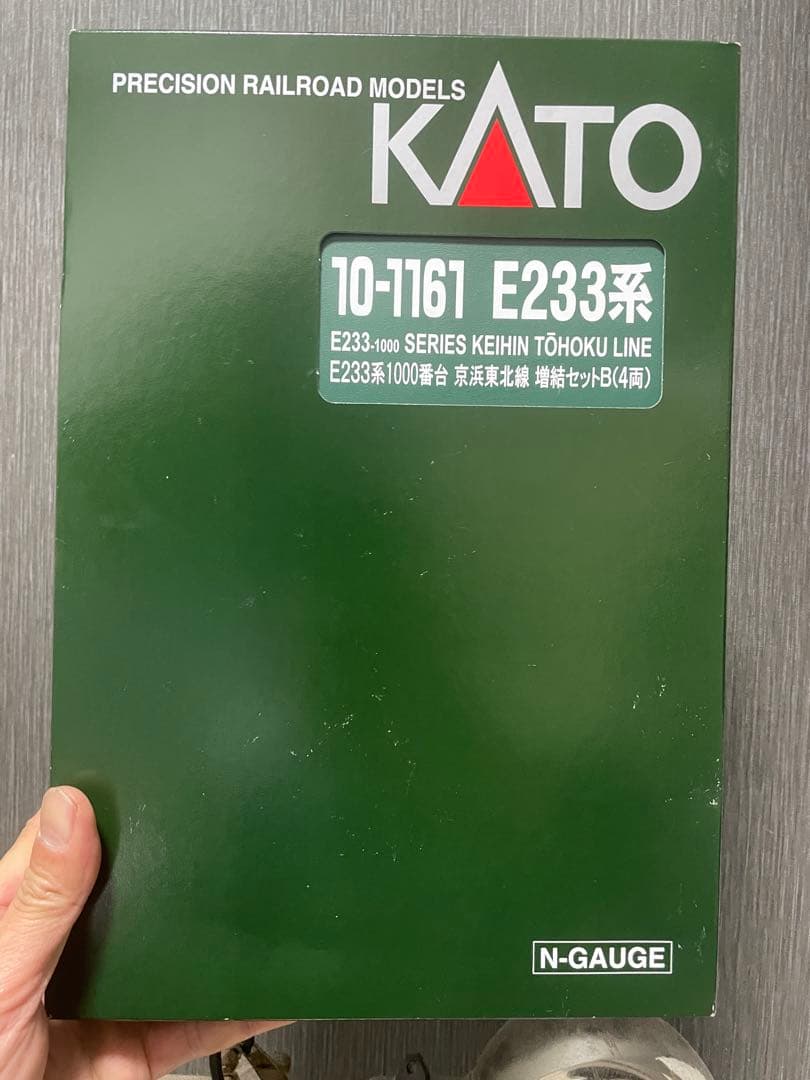 PRECISION RAILROAD MODELS
KATO
10-1161 E233系
E233-1000 SERIES KEIHIN TŌHOKU LINE
E233系1000番台 京浜東北線 増結セットB(4両)
N-GAUGE